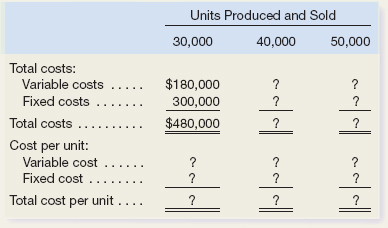 Units Produced and Sold
30,000 40,000 50,000
Total costs:
Variable costs ..... $180,000 ? ?
Fixed costs ....... 300,000 ? ?
Total costs .......... $480,000 ? ?
Cost per unit:
Variable cost ...... ? ? ?
Fixed cost ........ ? ? ?
Total cost per unit .... ? ? ?